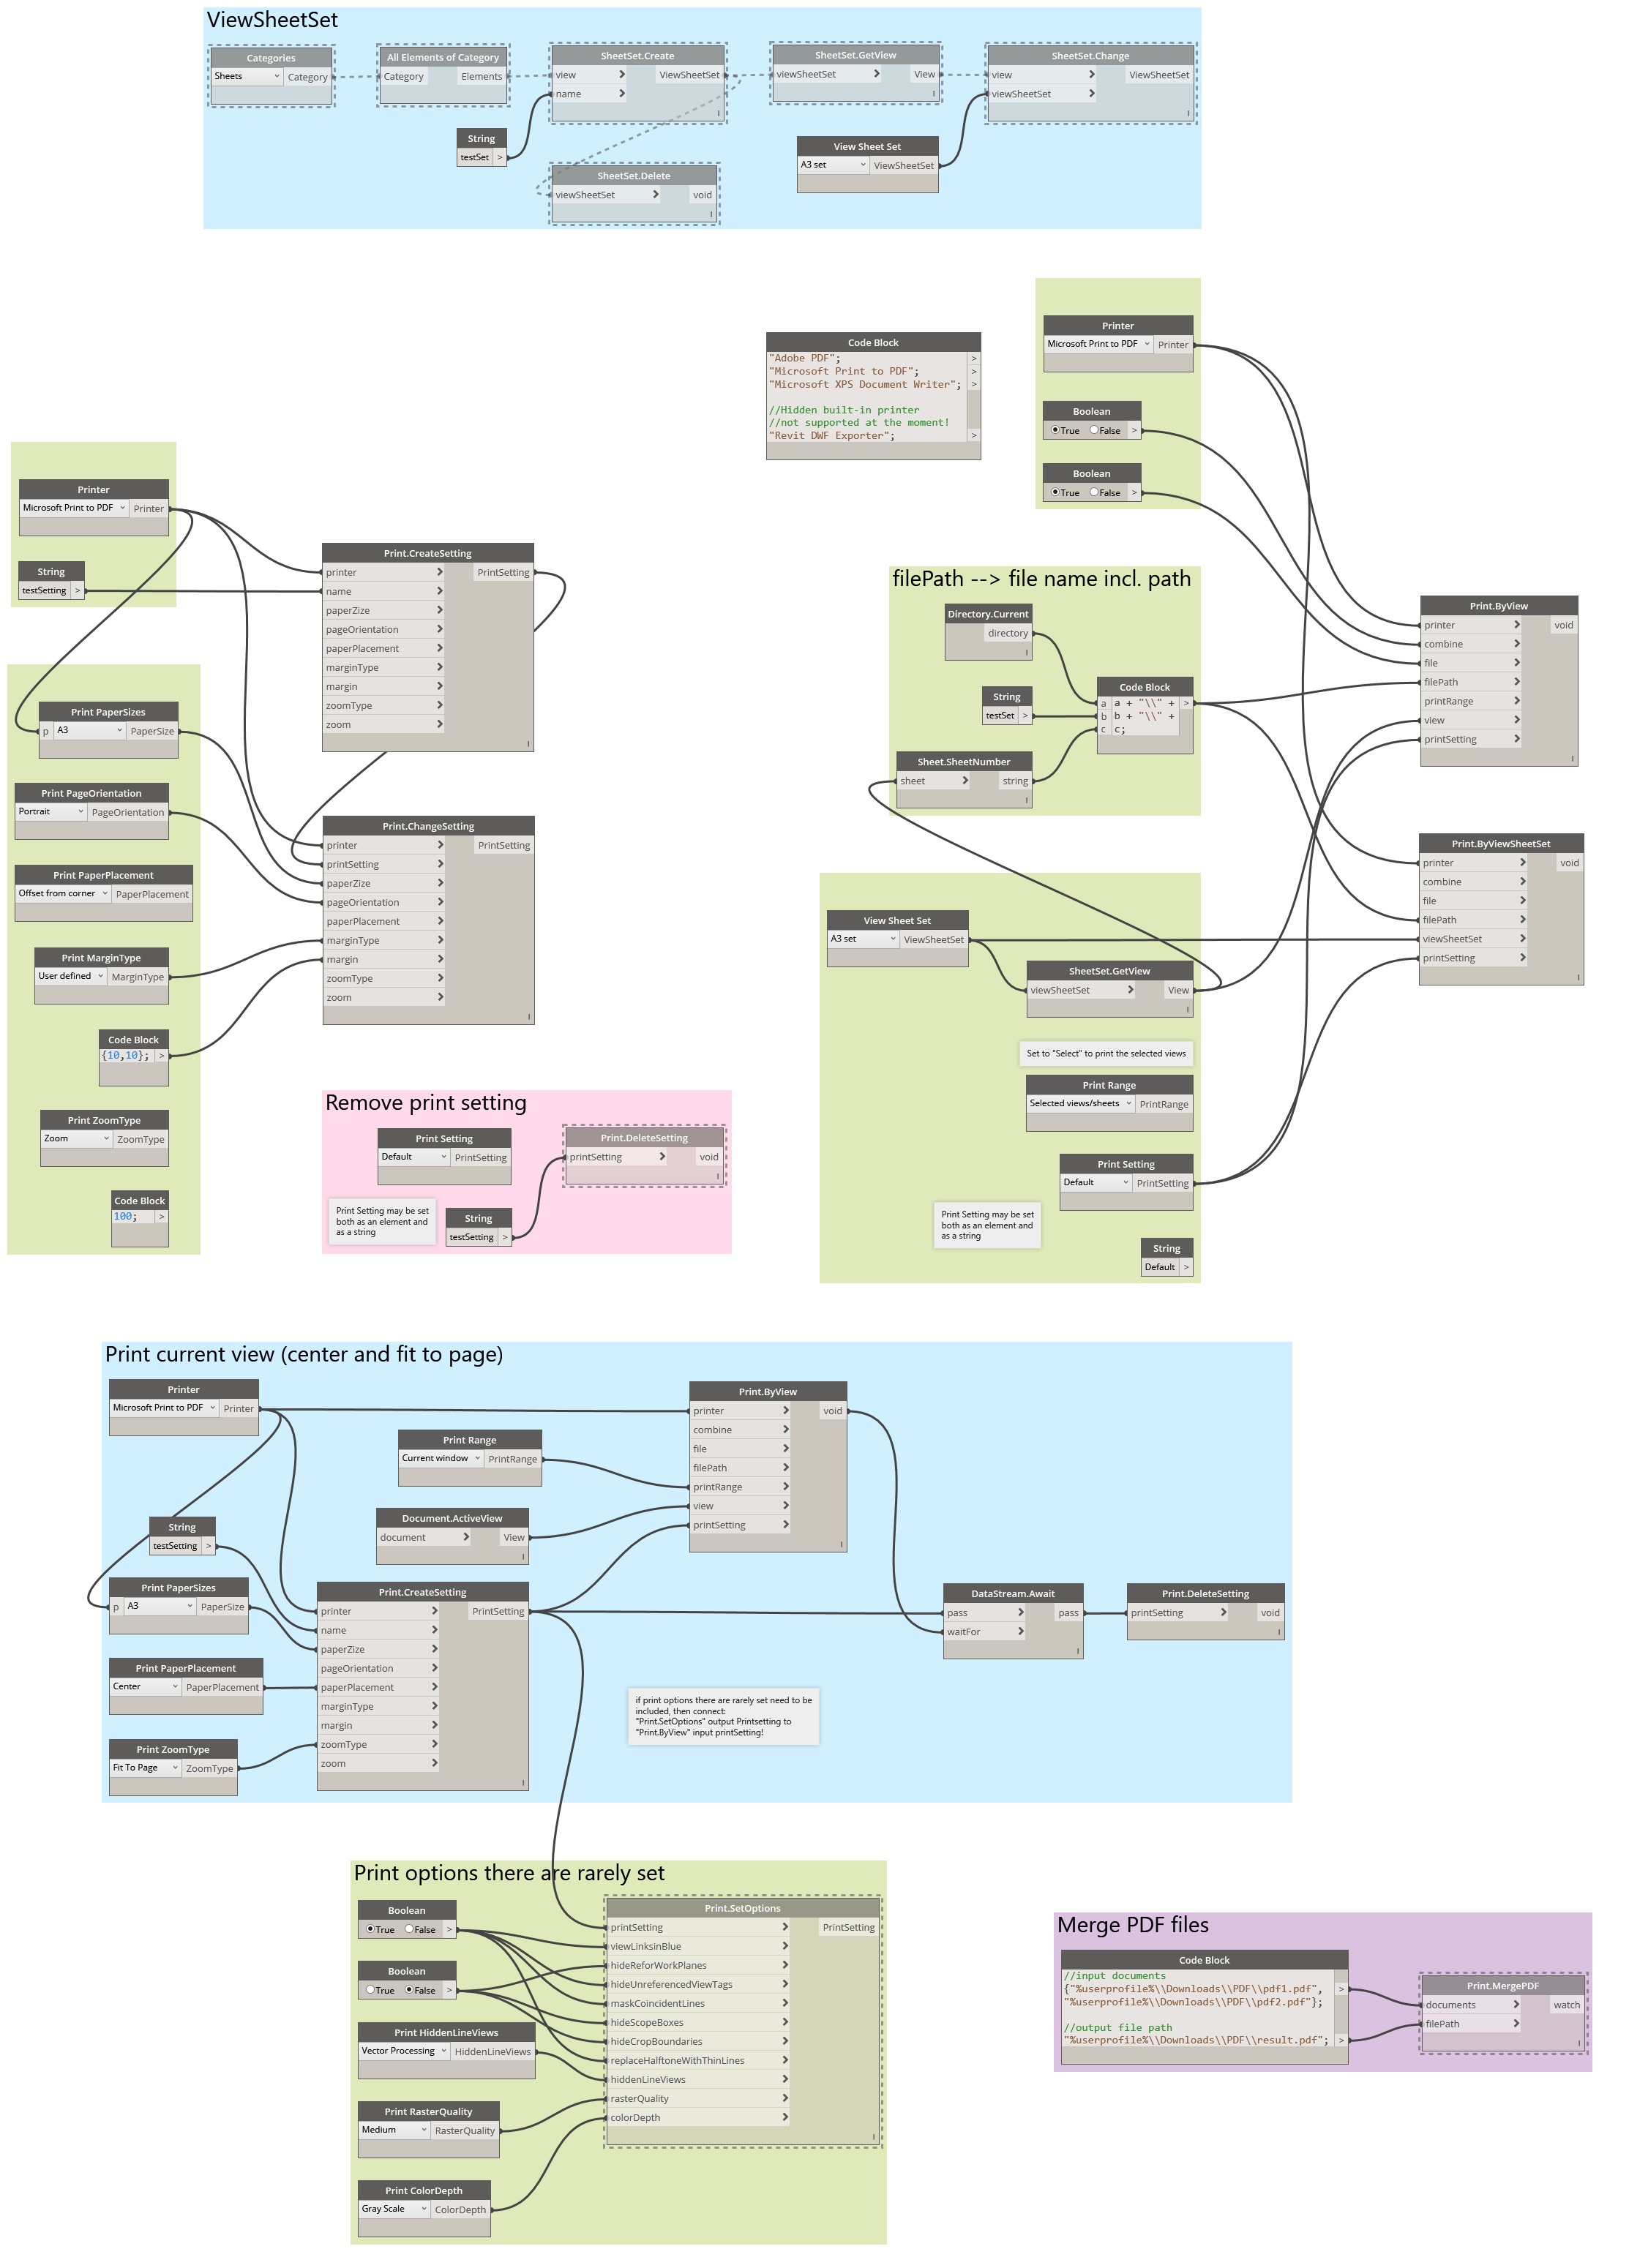 ViewSheetSet
Categories
Sheets
Category
All Elements of Category
Category
Elements
SheetSet.Create
view
ViewSheetSet
name
SheetSet.GetView
viewSheetSet
View
SheetSet.Change
view
ViewSheetSet
viewSheetSet
String
testSet
>
View Sheet Set
A3 set
ViewSheetSet
SheetSet.Delete
viewSheetSet
void
Code Block
"Adobe PDF";
>
"Microsoft Print to PDF";
>
"Microsoft XPS Document Writer";
>
//Hidden built-in printer
//not supported at the moment!
"Revit DWF Exporter";
>
Printer
Microsoft Print to PDF
Printer
Boolean
True
False
>
Boolean
True
False
>
Printer
Microsoft Print to PDF
Printer
String
testSetting
>
Print.CreateSetting
printer
PrintSetting
name
paperZize
pageOrientation
paperPlacement
marginType
margin
zoomType
zoom
Print PaperSizes
p
A3
PaperSize
Print PageOrientation
Portrait
PageOrientation
Print PaperPlacement
Offset from corner
PaperPlacement
Print MarginType
User defined
MarginType
Code Block
{10,10};
>
Print ZoomType
Zoom
ZoomType
Code Block
100;
>
Print.ChangeSetting
printer
PrintSetting
printSetting
paperZize
pageOrientation
paperPlacement
marginType
margin
zoomType
zoom
Remove print setting
Print Setting
Default
PrintSetting
Print.DeleteSetting
printSetting
void
Print Setting may be set
both as an element and
as a string
String
testSetting
>
filePath --> file name incl. path
Directory.Current
directory
String
testSet
>
Code Block
a
a + "\\" +
>
b
b + "\\" +
c
c;
Sheet.SheetNumber
sheet
string
Print.ByView
printer
void
combine
file
filePath
printRange
view
printSetting
Print.ByViewSheetSet
printer
void
combine
file
filePath
viewSheetSet
printSetting
View Sheet Set
A3 set
ViewSheetSet
SheetSet.GetView
viewSheetSet
View
Set to "Select" to print the selected views
Print Range
Selected views/sheets
PrintRange
Print Setting
Default
PrintSetting
Print Setting may be set
both as an element and
as a string
String
Default
>
Print current view (center and fit to page)
Printer
Microsoft Print to PDF
Printer
Print Range
Current window
PrintRange
Document.ActiveView
document
View
Print.ByView
printer
void
combine
file
filePath
printRange
view
printSetting
String
testSetting
>
Print PaperSizes
p
A3
PaperSize
Print PaperPlacement
Center
PaperPlacement
Print ZoomType
Fit To Page
ZoomType
Print.CreateSetting
printer
PrintSetting
name
paperZize
pageOrientation
paperPlacement
marginType
margin
zoomType
zoom
DataStream.Await
pass
pass
waitFor
Print.DeleteSetting
printSetting
void
if print options there are rarely set need to be
included, then connect:
"Print.SetOptions" output Printsetting to
"Print.ByView" input printSetting!
Print options there are rarely set
Boolean
True
False
>
Boolean
True
False
>
Print HiddenLineViews
Vector Processing
HiddenLineViews
Print RasterQuality
Medium
RasterQuality
Print ColorDepth
Gray Scale
ColorDepth
Print.SetOptions
printSetting
PrintSetting
viewLinksinBlue
hideReforWorkPlanes
hideUnreferencedViewTags
maskCoincidentLines
hideScopeBoxes
hideCropBoundaries
replaceHalftoneWithThinLines
hiddenLineViews
rasterQuality
colorDepth
Merge PDF files
Code Block
//input documents
{"%userprofile%\\Downloads\\PDF\\pdf1.pdf",
>
"%userprofile%\\Downloads\\PDF\\pdf2.pdf"};
//output file path
"%userprofile%\\Downloads\\PDF\\result.pdf";
>
Print.MergePDF
documents
watch
filePath